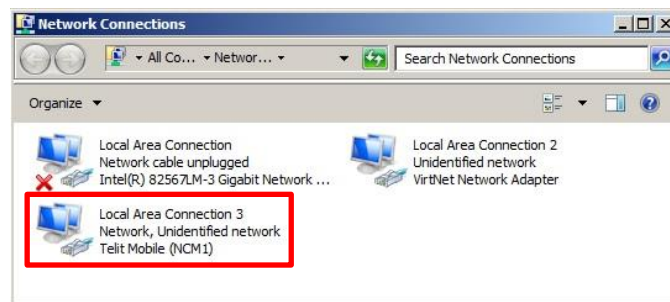 Network Connections
All Co... Networ...
Search Network Connections
Organize
Local Area Connection
Network cable unplugged
Intel(R) 82567LM-3 Gigabit Network ...
Local Area Connection 2
Unidentified network
VirtNet Network Adapter
Local Area Connection 3
Network, Unidentified network
Telit Mobile (NCM1)